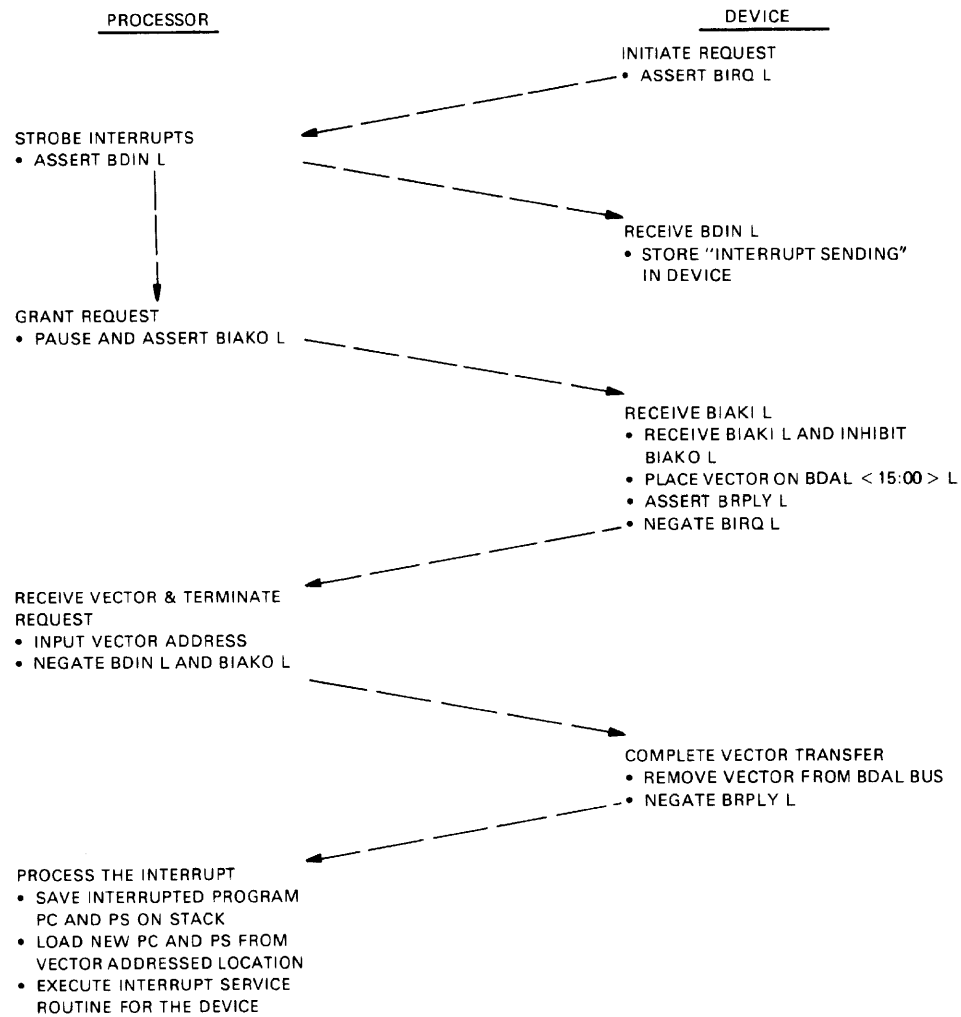 PROCESSOR
DEVICE
INITIATE REQUEST
• ASSERT BIRQ L
STROBE INTERRUPTS
• ASSERT BDIN L
RECEIVE BDIN L
• STORE "INTERRUPT SENDING"
IN DEVICE
GRANT REQUEST
• PAUSE AND ASSERT BIAKO L
RECEIVE BIAKI L
• RECEIVE BIAKI L AND INHIBIT
BIAKO L
• PLACE VECTOR ON BDAL < 15:00 > L
• ASSERT BRPLY L
• NEGATE BIRQ L
RECEIVE VECTOR & TERMINATE
REQUEST
• INPUT VECTOR ADDRESS
• NEGATE BDIN L AND BIAKO L
COMPLETE VECTOR TRANSFER
• REMOVE VECTOR FROM BDAL BUS
• NEGATE BRPLY L
PROCESS THE INTERRUPT
• SAVE INTERRUPTED PROGRAM
PC AND PS ON STACK
• LOAD NEW PC AND PS FROM
VECTOR ADDRESSED LOCATION
• EXECUTE INTERRUPT SERVICE
ROUTINE FOR THE DEVICE